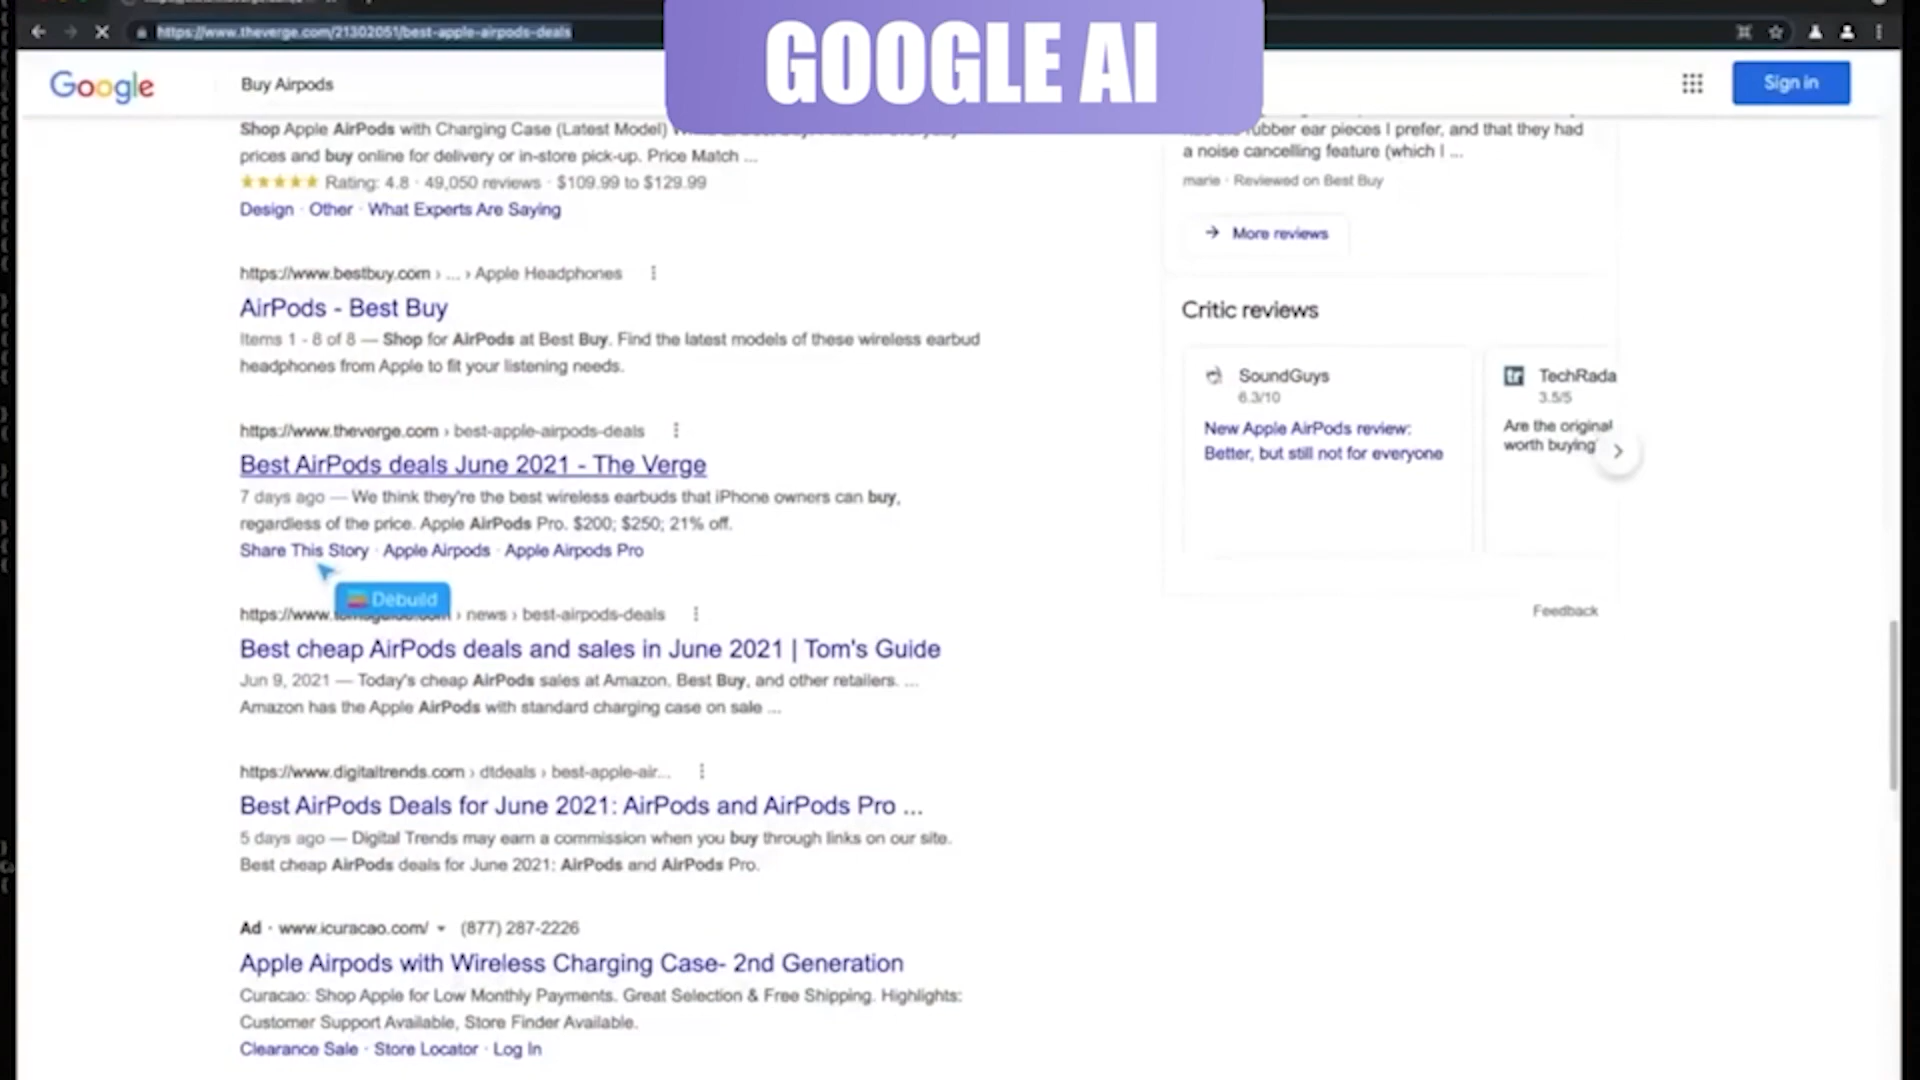 https://www.theverge.com/21302051/best-apple-airpods-deals
GOOGLE AI
Google
Buy Airpods
Sign in
Shop Apple AirPods with Charging Case (Latest Model)
prices and buy online for delivery or in-store pick-up. Price Match ...
Rating: 4.8 · 49,050 reviews · $109.99 to $129.99
Design · Other · What Experts Are Saying
https://www.bestbuy.com › ... › Apple Headphones
AirPods - Best Buy
Items 1 - 8 of 8 — Shop for AirPods at Best Buy. Find the latest models of these wireless earbud
headphones from Apple to fit your listening needs.
https://www.theverge.com › best-apple-airpods-deals
Best AirPods deals June 2021 - The Verge
7 days ago — We think they're the best wireless earbuds that iPhone owners can buy,
regardless of the price. Apple AirPods Pro. $200; $250; 21% off.
Share This Story · Apple Airpods · Apple Airpods Pro
Debuild
https://www. › news › best-airpods-deals
Best cheap AirPods deals and sales in June 2021 | Tom's Guide
Jun 9, 2021 — Today's cheap AirPods sales at Amazon, Best Buy, and other retailers. ...
Amazon has the Apple AirPods with standard charging case on sale ...
https://www.digitaltrends.com › dtdeals › best-apple-air...
Best AirPods Deals for June 2021: AirPods and AirPods Pro ...
5 days ago — Digital Trends may earn a commission when you buy through links on our site.
Best cheap AirPods deals for June 2021: AirPods and AirPods Pro.
Ad · www.icuracao.com/ (877) 287-2226
Apple Airpods with Wireless Charging Case- 2nd Generation
Curacao: Shop Apple for Low Monthly Payments. Great Selection & Free Shipping. Highlights:
Customer Support Available, Store Finder Available.
Clearance Sale · Store Locator · Log In
rubber ear pieces I prefer, and that they had
a noise cancelling feature (which I ...
marie · Reviewed on Best Buy
More reviews
Critic reviews
SoundGuys
6.3/10
New Apple AirPods review:
Better, but still not for everyone
TechRada
3.5/5
Are the original
worth buying
Feedback